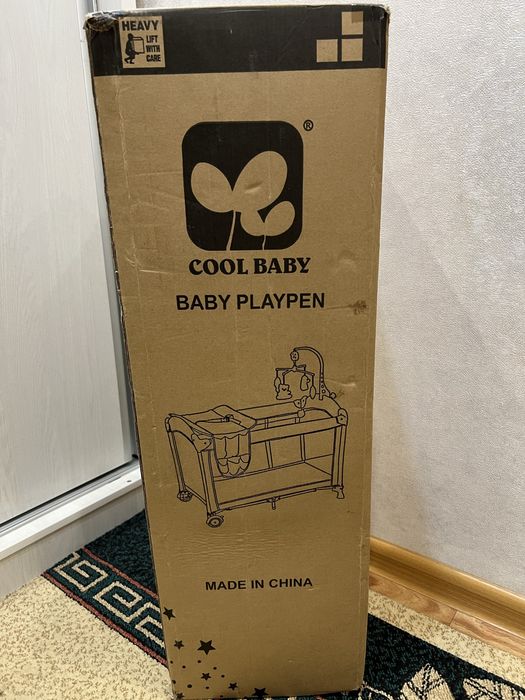 HEAVY
LIFT
WITH
CARE
®
COOL BABY
BABY PLAYPEN
MADE IN CHINA